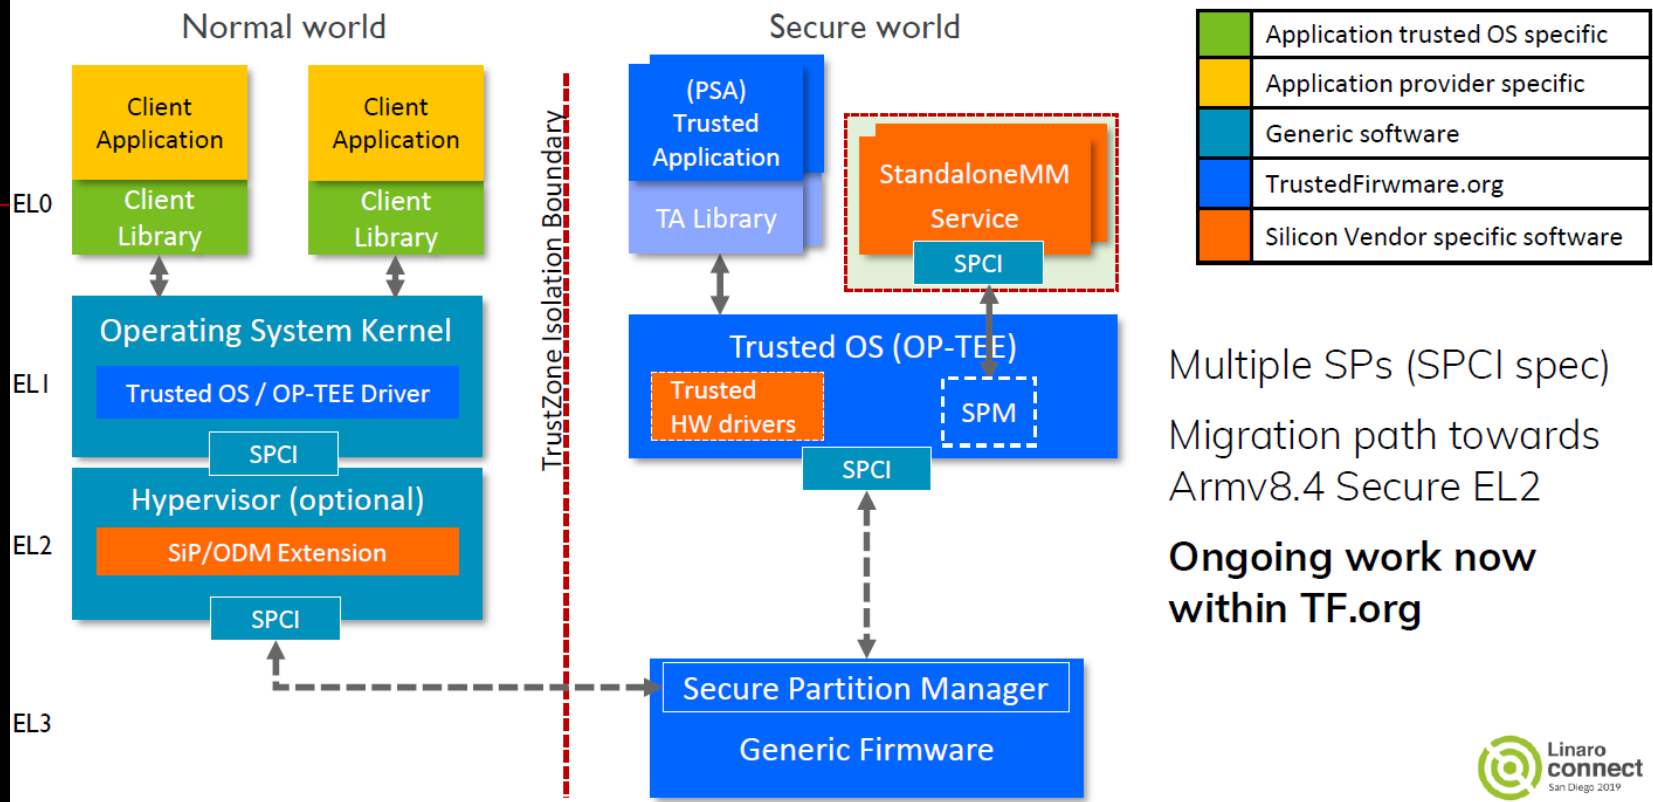 Normal world
Secure world
Client
Application
Client
Library
Client
Application
Client
Library
EL0
Operating System Kernel
Trusted OS / OP-TEE Driver
SPCI
EL1
Hypervisor (optional)
SiP/ODM Extension
SPCI
EL2
EL3
TrustZone Isolation Boundary
(PSA)
Trusted
Application
TA Library
StandaloneMM
Service
SPCI
Trusted OS (OP-TEE)
Trusted
HW drivers
SPM
SPCI
Secure Partition Manager
Generic Firmware
Application trusted OS specific
Application provider specific
Generic software
TrustedFirwmare.org
Silicon Vendor specific software
Multiple SPs (SPCI spec)
Migration path towards
Armv8.4 Secure EL2
Ongoing work now
within TF.org
Linaro
connect
San Diego 2019